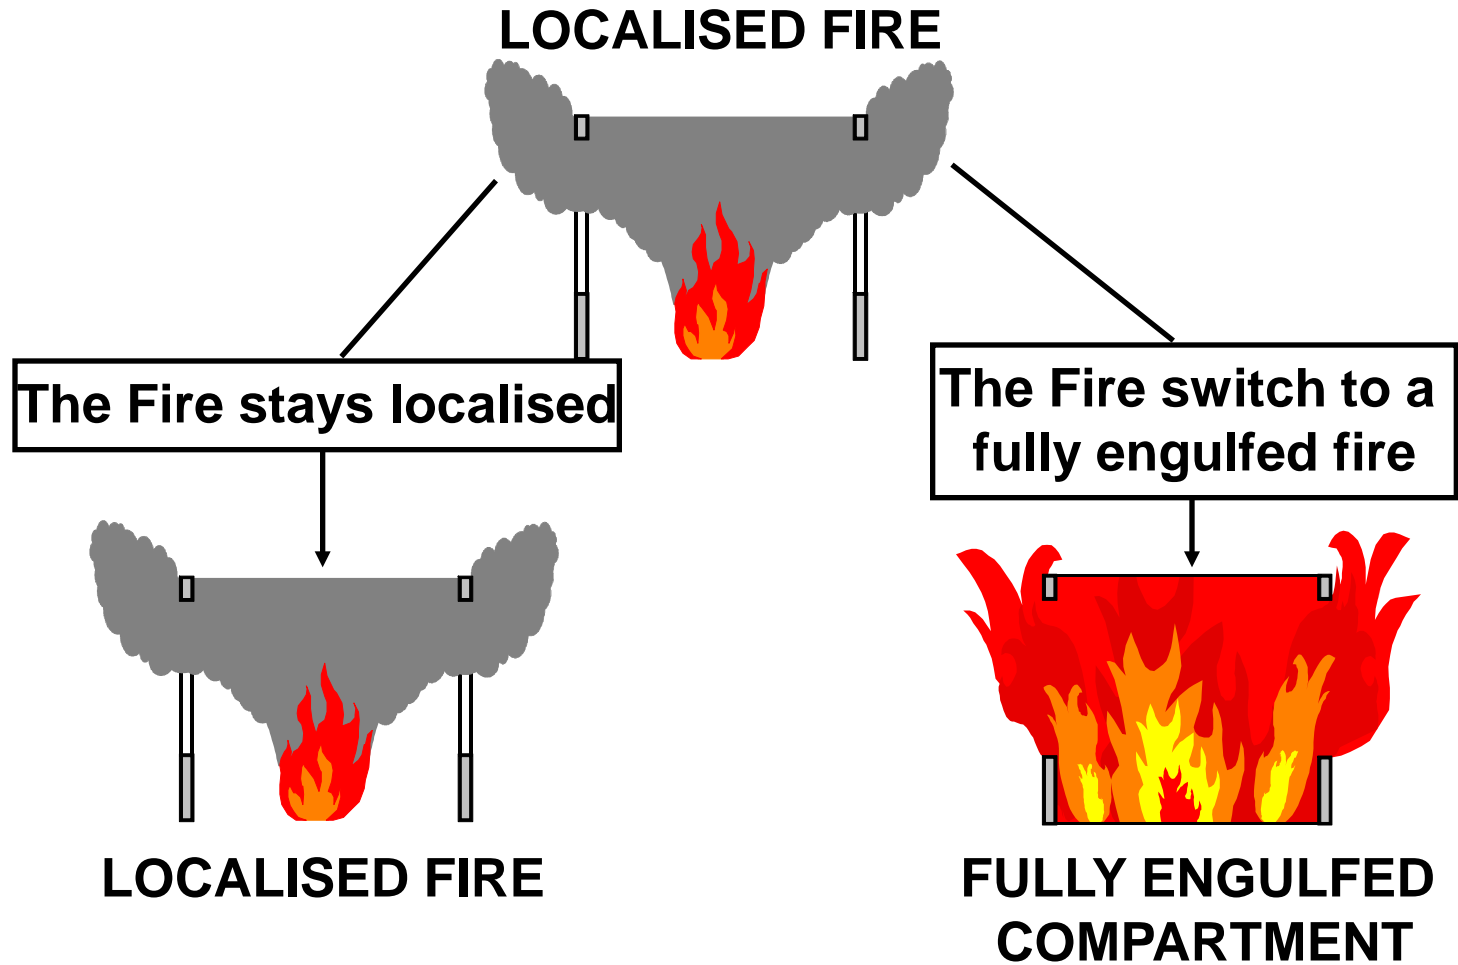 LOCALISED FIRE
The Fire stays localised
The Fire switch to a
fully engulfed fire
LOCALISED FIRE
FULLY ENGULFED
COMPARTMENT